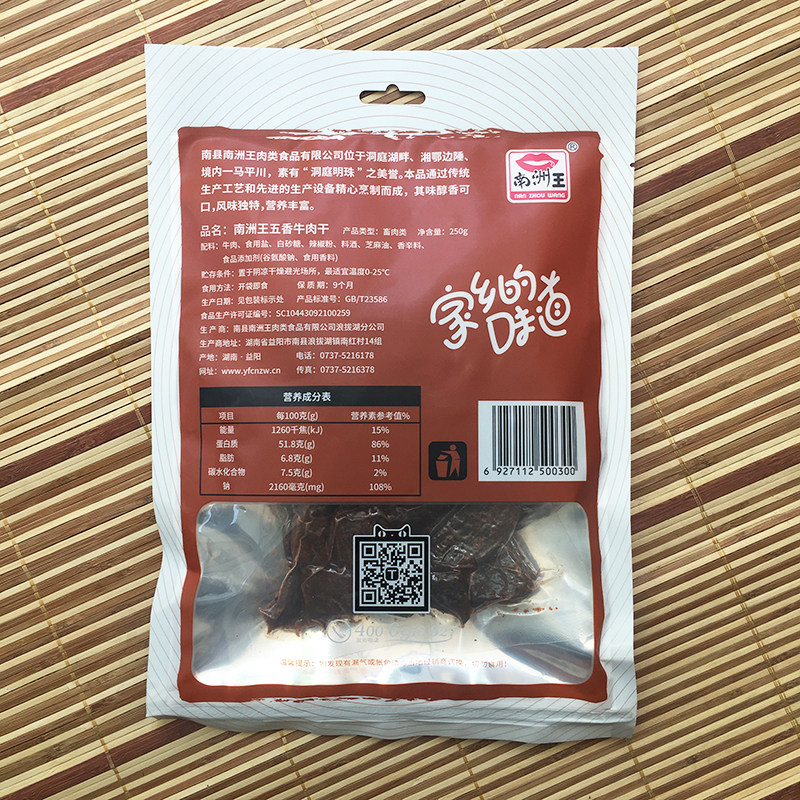 南县南洲王肉类食品有限公司位于洞庭湖畔、湘鄂边陲、
境内一马平川，素有“洞庭明珠”之美誉。本品通过传统
生产工艺和先进的生产设备精心烹制而成，其味醇香可
口，风味独特，营养丰富。
南洲王
NAN ZHOU WANG
®
品名：南洲王五香牛肉干 产品类型：畜肉类 净含量：250g
配料：牛肉、食用盐、白砂糖、辣椒粉、料酒、芝麻油、香辛料、
食品添加剂(谷氨酸钠、食用香料)
贮存条件：置于阴凉干燥避光场所，最适宜温度0-25℃
食用方法：开袋即食 保质期：9个月
生产日期：见包装标示处 产品标准号：GB/T23586
食品生产许可证编号：SC10443092100259
生产商：南县南洲王肉类食品有限公司浪拔湖分公司
生产商地址：湖南省益阳市南县浪拔湖镇南红村14组
产地：湖南·益阳 电话：0737-5216178
网址：www.yfcnzw.cn 传真：0737-5216378
家乡的
味道
营养成分表
项目 每100克(g) 营养素参考值%
能量 1260千焦(kJ) 15%
蛋白质 51.8克(g) 86%
脂肪 6.8克(g) 11%
碳水化合物 7.5克(g) 2%
钠 2160毫克(mg) 108%
6 927112 500300
400
温馨提示：如发现有漏气或胀